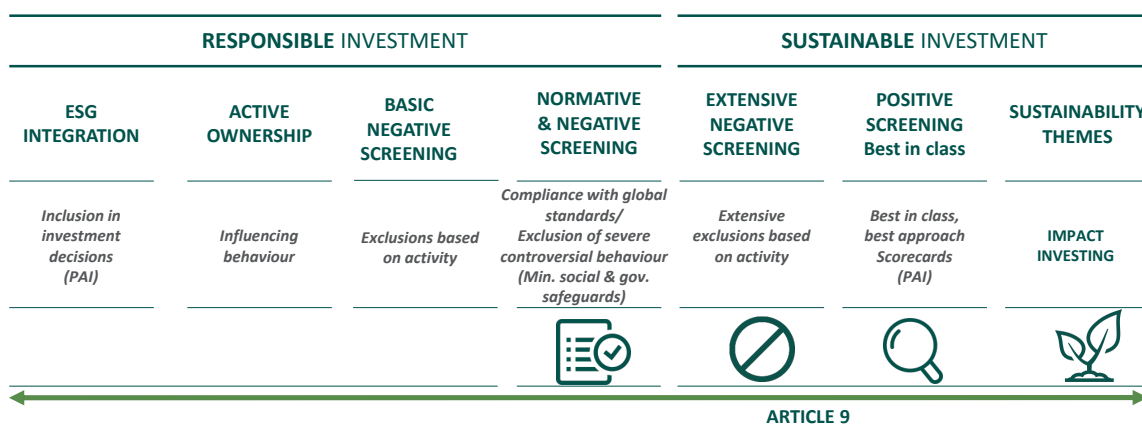 RESPONSIBLE INVESTMENT
SUSTAINABLE INVESTMENT
ESG
INTEGRATION
ACTIVE
OWNERSHIP
BASIC
NEGATIVE
SCREENING
NORMATIVE
& NEGATIVE
SCREENING
EXTENSIVE
NEGATIVE
SCREENING
POSITIVE
SCREENING
Best in class
SUSTAINABILITY
THEMES
Inclusion in
investment
decisions
(PAI)
Influencing
behaviour
Exclusions based
on activity
Compliance with global
standards/
Exclusion of severe
controversial behaviour
(Min. social & gov.
safeguards)
Extensive
exclusions based
on activity
Best in class,
best approach
Scorecards
(PAI)
IMPACT
INVESTING
ARTICLE 9